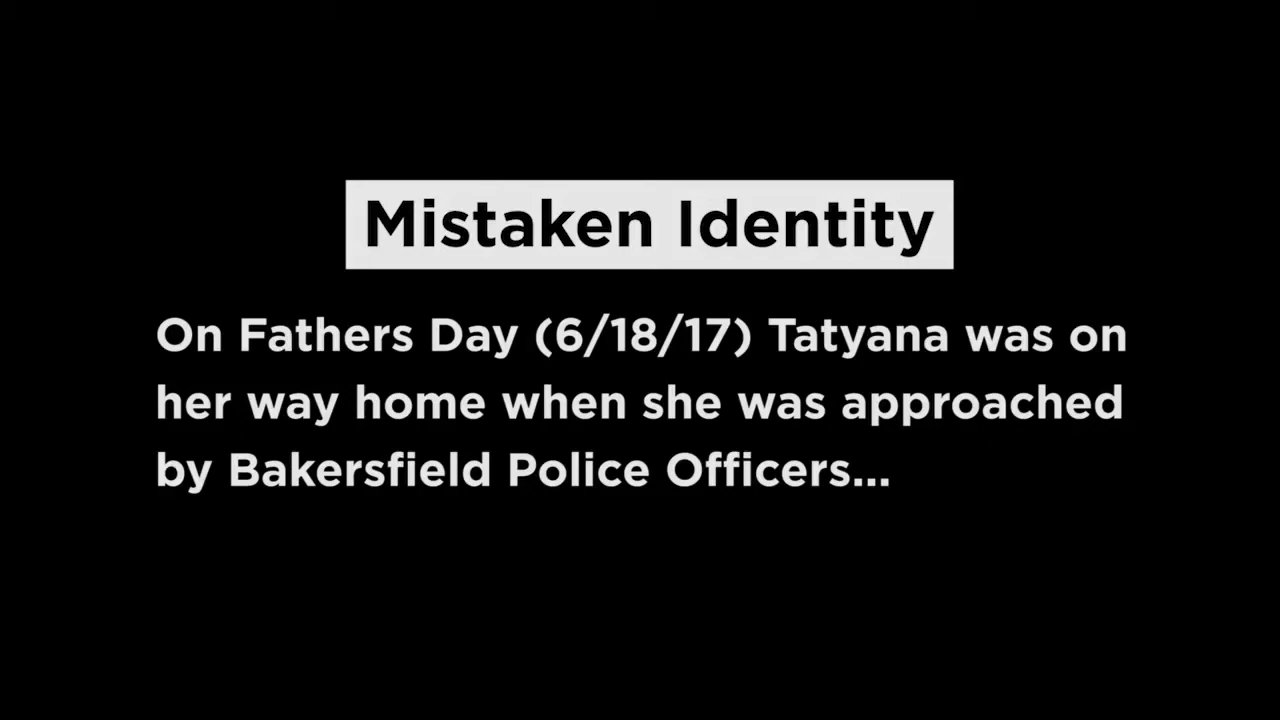 Mistaken Identity
On Fathers Day (6/18/17) Tatyana was on
her way home when she was approached
by Bakersfield Police Officers...